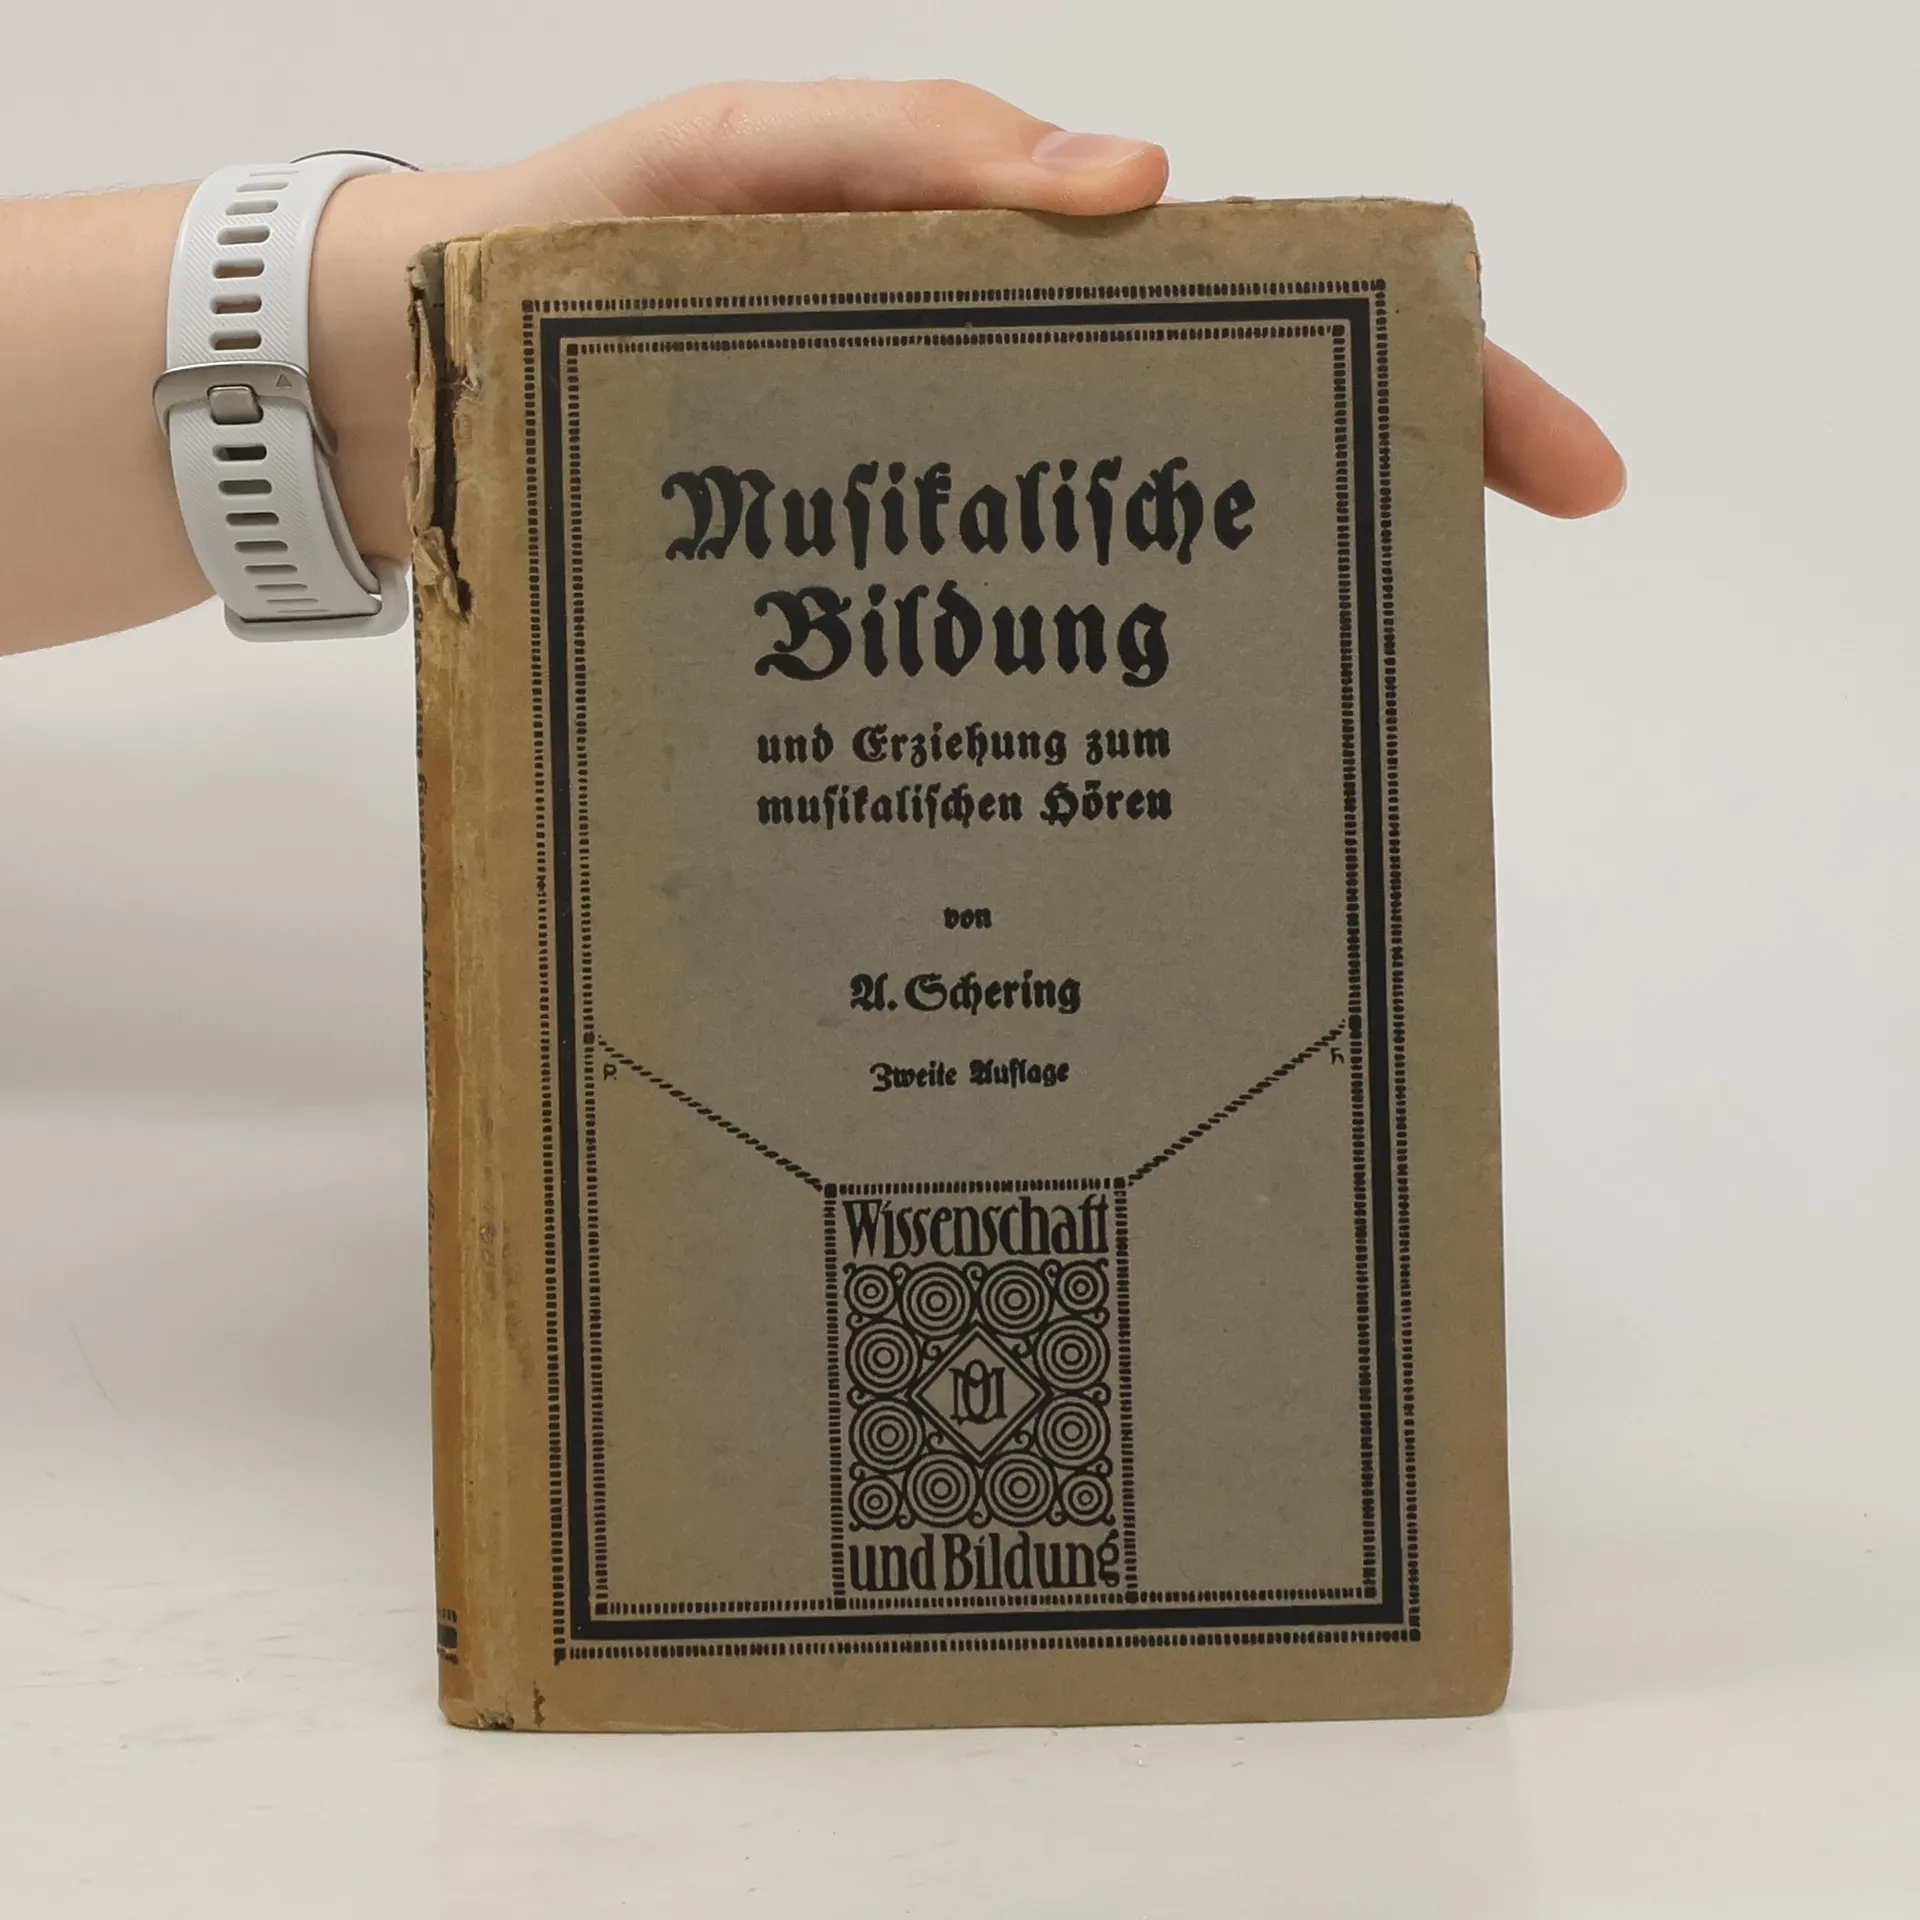 Musikalische
Bildung
und Erziehung zum
musikalischen Hören
von
A. Schering
Zweite Auflage
R
h
Wissenschaft
und Bildung